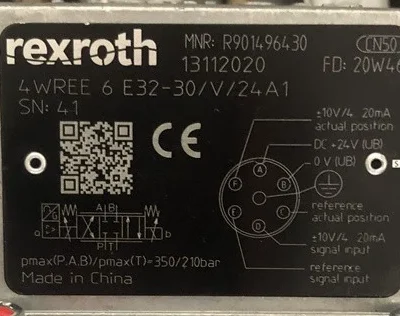 rexroth
MNR: R901496430
CN50
13112020
FD: 20W46
4WREE 6 E32-30/V/24A1
SN: 41
CE
±10V/4 20mA
actual position
DC +24V (UB)
0 V (UB)
F A B
E D C
reference
actual position
±10V/4 20mA
signal input
reference
signal input
A B
P T
pmax(P,A,B)/pmax(T)=350/210bar
Made in China